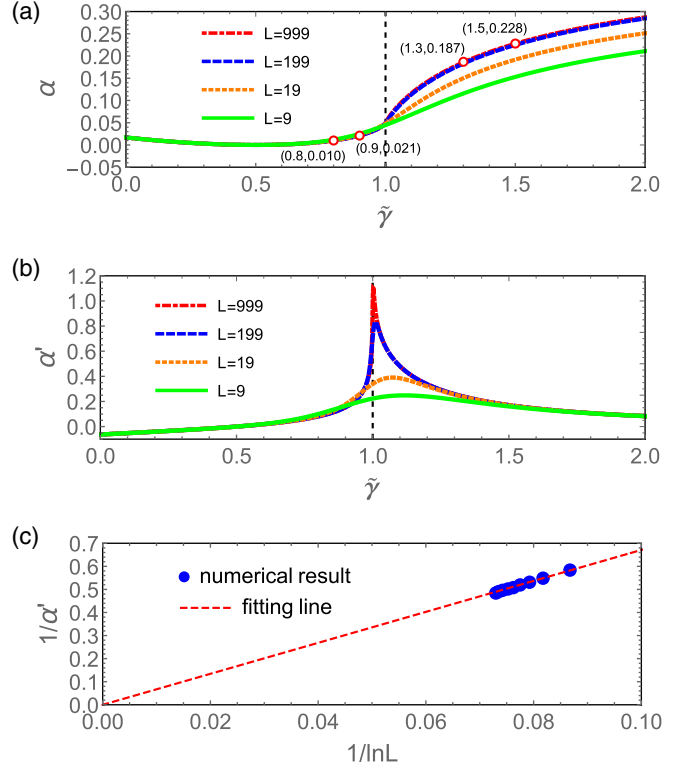 (a)
0.30
0.25
0.20
0.15
0.10
0.05
0.00
−0.05
α
L=999
L=199
L=19
L=9
(1.5,0.228)
(1.3,0.187)
(0.8,0.010)
(0.9,0.021)
0.0 0.5 1.0 1.5 2.0
γ̃
(b)
1.2
1.0
0.8
0.6
0.4
0.2
0.0
α'
L=999
L=199
L=19
L=9
0.0 0.5 1.0 1.5 2.0
γ̃
(c)
0.7
0.6
0.5
0.4
0.3
0.2
0.1
0.0
1/α'
numerical result
fitting line
0.00 0.02 0.04 0.06 0.08 0.10
1/lnL